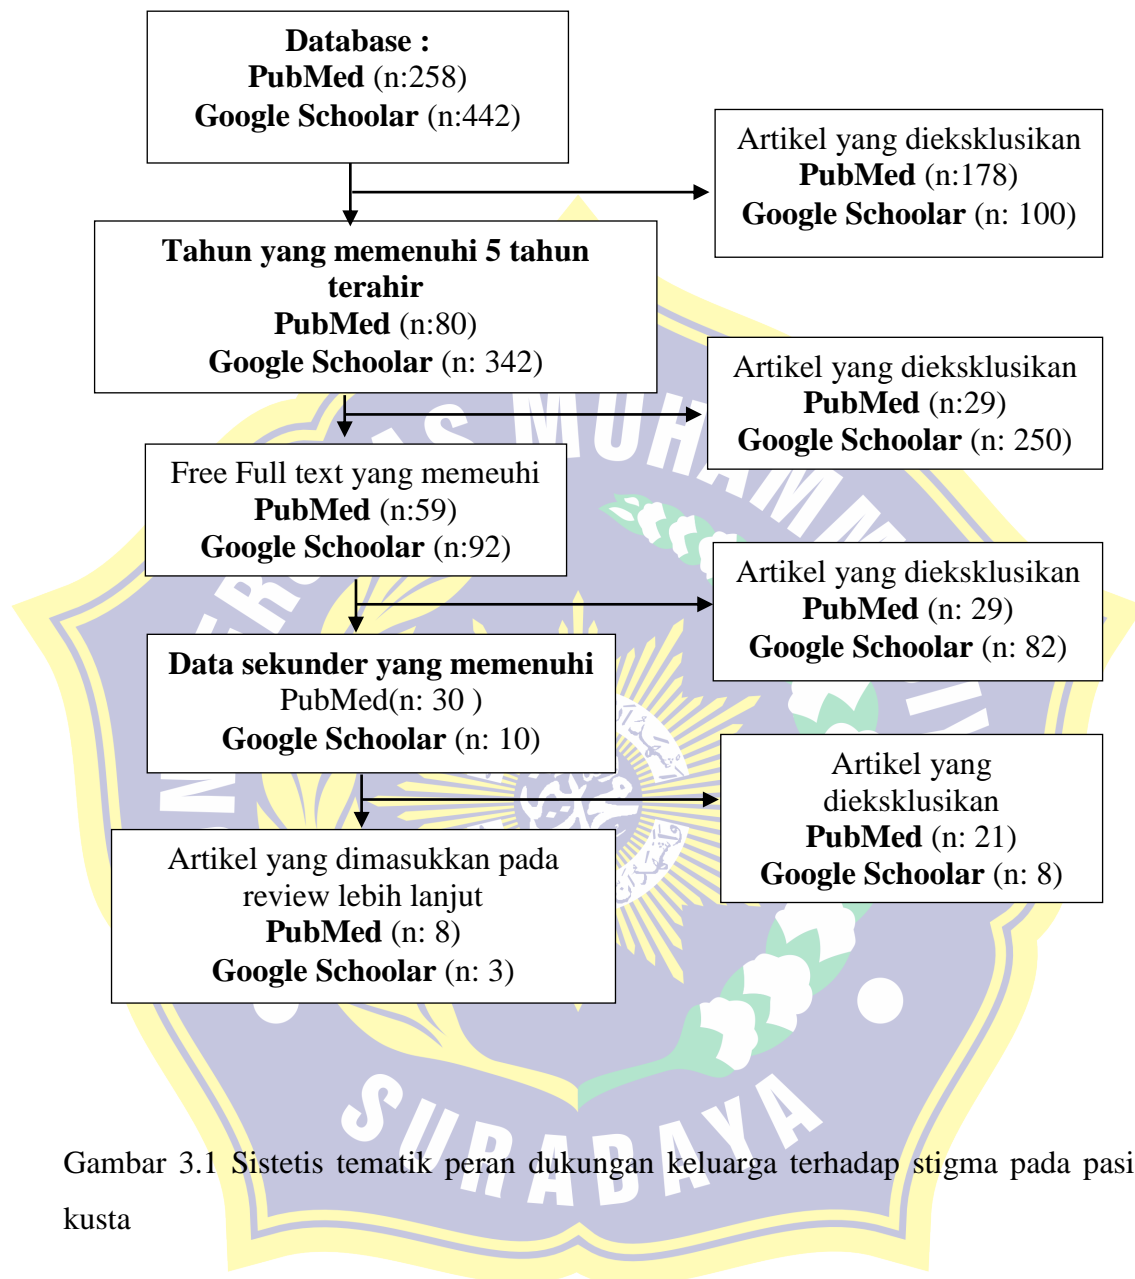 Database :
PubMed (n:258)
Google Schoolar (n:442)
Artikel yang dieksklusikan
PubMed (n:178)
Google Schoolar (n: 100)
Tahun yang memenuhi 5 tahun
terahir
PubMed (n:80)
Google Schoolar (n: 342)
Artikel yang dieksklusikan
PubMed (n:29)
Google Schoolar (n: 250)
Free Full text yang memeuhi
PubMed (n:59)
Google Schoolar (n:92)
Artikel yang dieksklusikan
PubMed (n: 29)
Google Schoolar (n: 82)
Data sekunder yang memenuhi
PubMed(n: 30 )
Google Schoolar (n: 10)
Artikel yang
dieksklusikan
PubMed (n: 21)
Google Schoolar (n: 8)
Artikel yang dimasukkan pada
review lebih lanjut
PubMed (n: 8)
Google Schoolar (n: 3)
SURABAYA
Gambar 3.1 Sistetis tematik peran dukungan keluarga terhadap stigma pada pasi
kusta